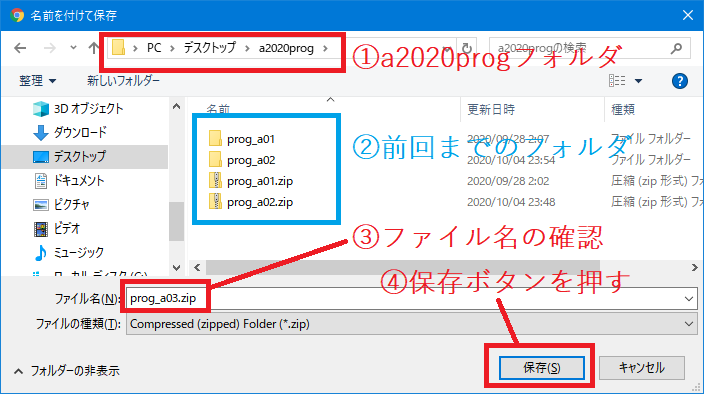 名前を付けて保存
PC デスクトップ a2020prog
a2020progの検索
①a2020progフォルダ
整理 新しいフォルダー
3D オブジェクト
ダウンロード
デスクトップ
ドキュメント
ピクチャ
ビデオ
ミュージック
ローカル ディスク (C:)
名前 更新日時 種類
prog_a01 2020/09/28 2:07 ファイル フォルダー
prog_a02 2020/10/04 23:54 ファイル フォルダー
prog_a01.zip 2020/09/28 2:02 圧縮 (zip 形式) フ
prog_a02.zip 2020/10/04 23:48 圧縮 (zip 形式) フ
②前回までのフォルダ
③ファイル名の確認
④保存ボタンを押す
ファイル名(N): prog_a03.zip
ファイルの種類(T): Compressed (zipped) Folder (*.zip)
フォルダーの非表示
保存(S) キャンセル